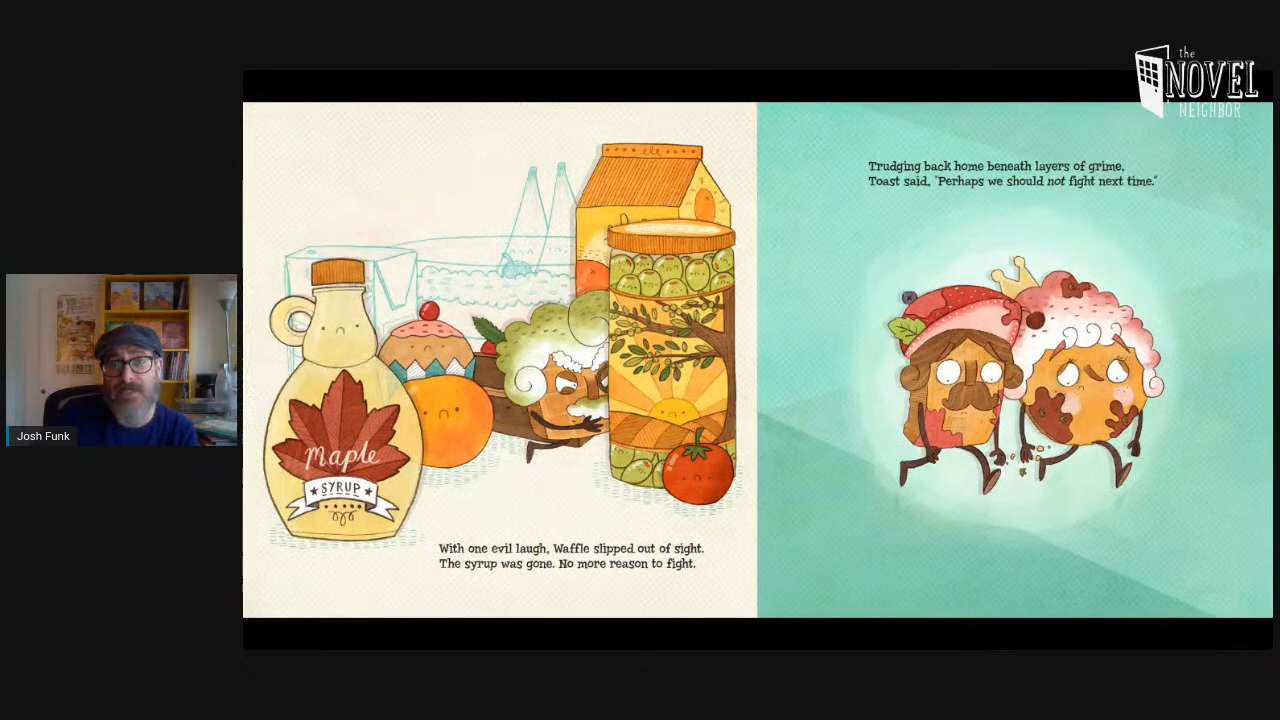 the
NOVEL
NEIGHBOR
Trudging back home beneath layers of grime,
Toast said, "Perhaps we should not fight next time."
Maple
SYRUP
With one evil laugh, Waffle slipped out of sight.
The syrup was gone. No more reason to fight.
Josh Funk